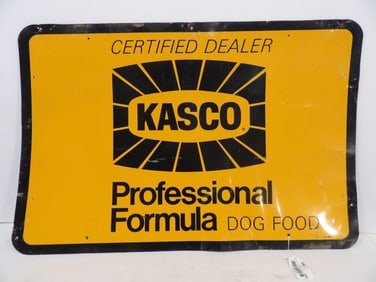 CERTIFIED DEALER
KASCO®
Professional
Formula DOG FOOD